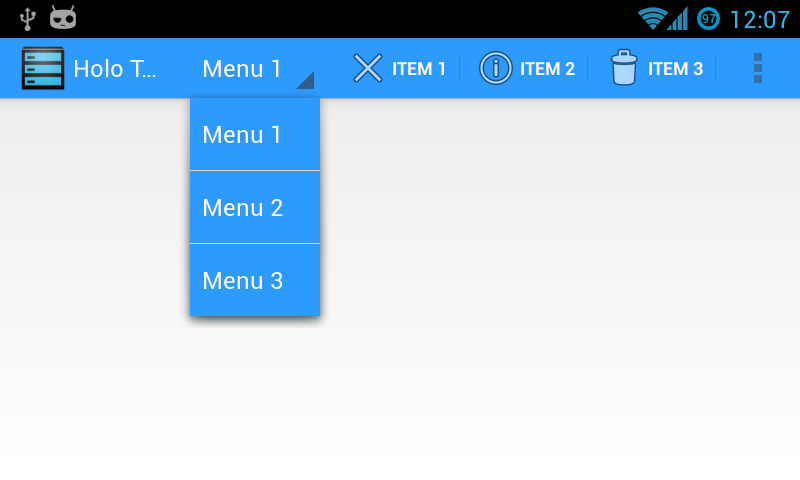 97 12:07
Holo T... Menu 1 ITEM 1 ITEM 2 ITEM 3
Menu 1
Menu 2
Menu 3